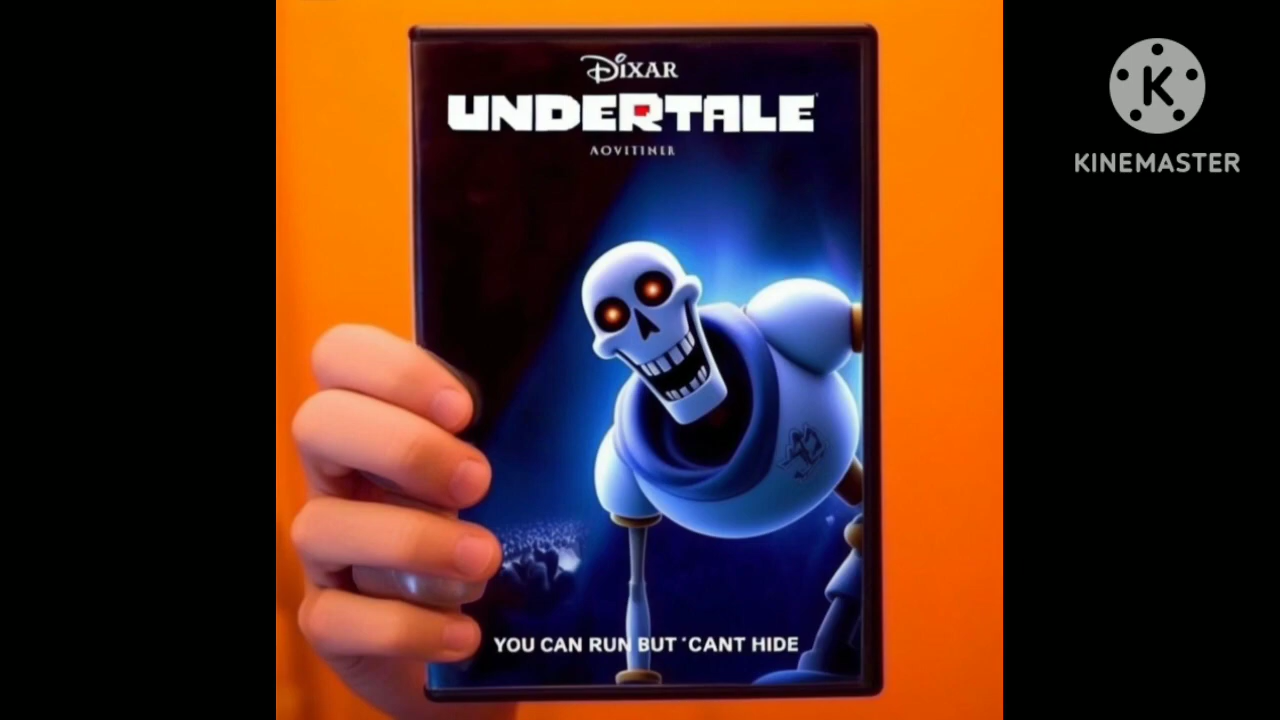 DIXAR
UNDERTALE
AOVITINER
YOU CAN RUN BUT 'CANT HIDE
K
KINEMASTER